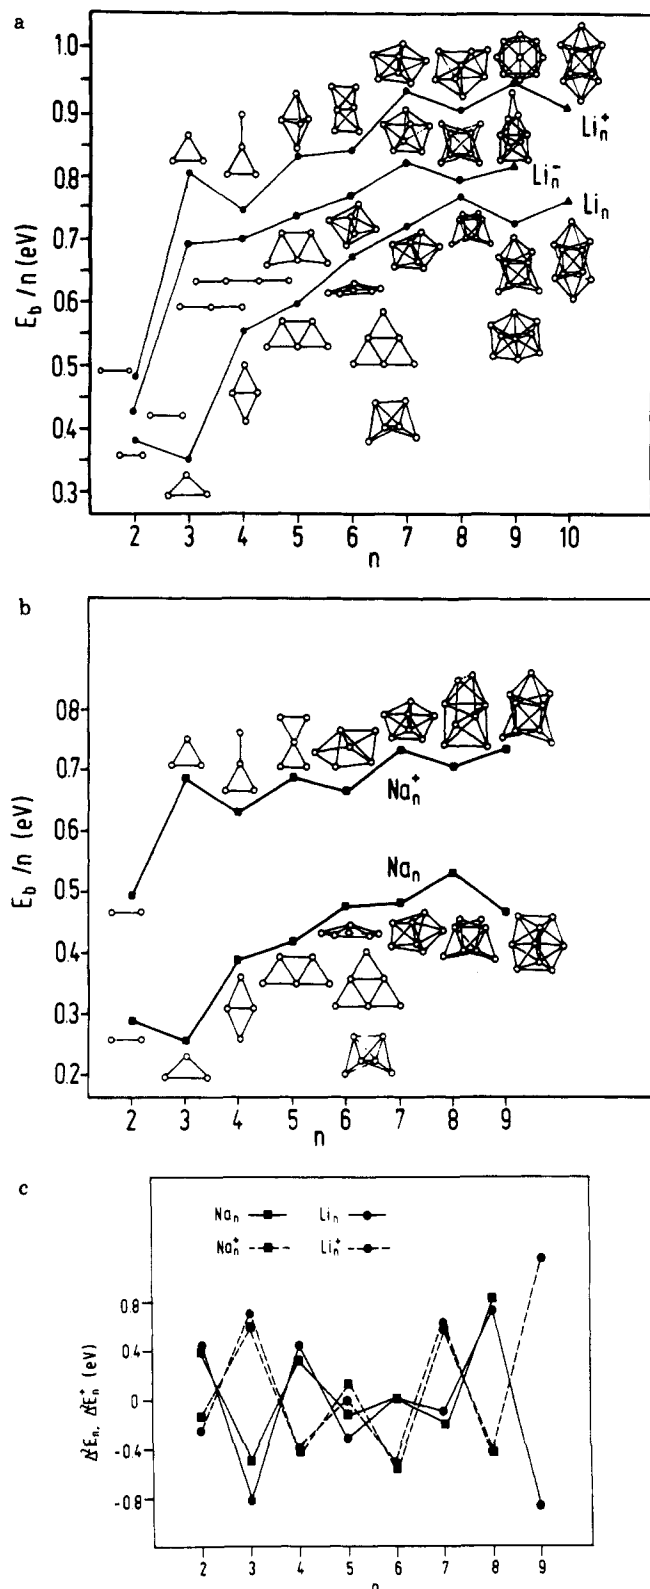 n
a
1.0
0.9
0.8
0.7
0.6
0.5
0.4
0.3
E_b /n (eV)
Li_n^+
Li_n^-
Li_n
2 3 4 5 6 7 8 9 10
n
b
0.8
0.7
0.6
0.5
0.4
0.3
0.2
E_b /n (eV)
Na_n^+
Na_n
2 3 4 5 6 7 8 9
n
c
Na_n Li_n
Na_n^+ Li_n^+
0.8
0.4
0
-0.4
-0.8
Δ²E_n, Δ²E_n^+ (eV)
2 3 4 5 6 7 8 9
n